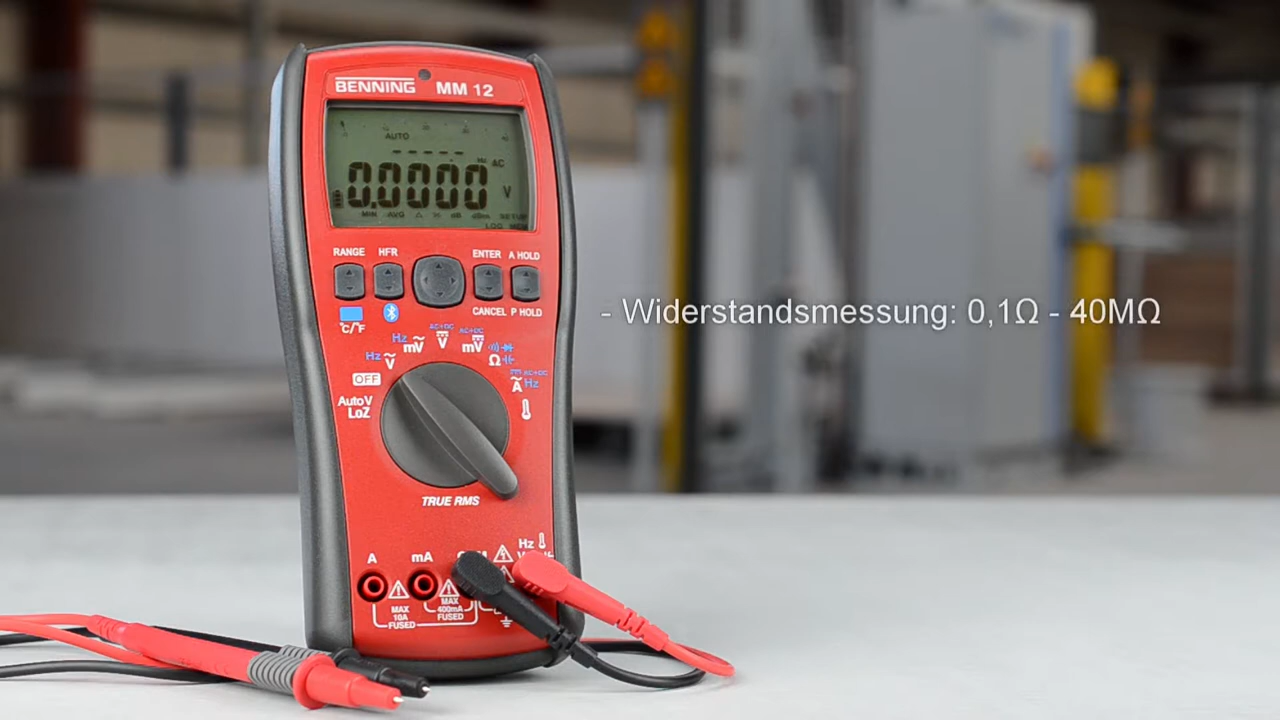 BENNING MM 12
AUTO
AC
0.0000 V
MIN AVG
RANGE HFR ENTER A HOLD
CANCEL P HOLD
°C/°F
Hz mV
AC+DC V
AC+DC mV
Hz V
Ω
AC+DC
A Hz
OFF
Auto V
LoZ
TRUE RMS
A mA
Hz
MAX 10A FUSED
MAX 400mA FUSED
- Widerstandsmessung: 0,1Ω - 40MΩ